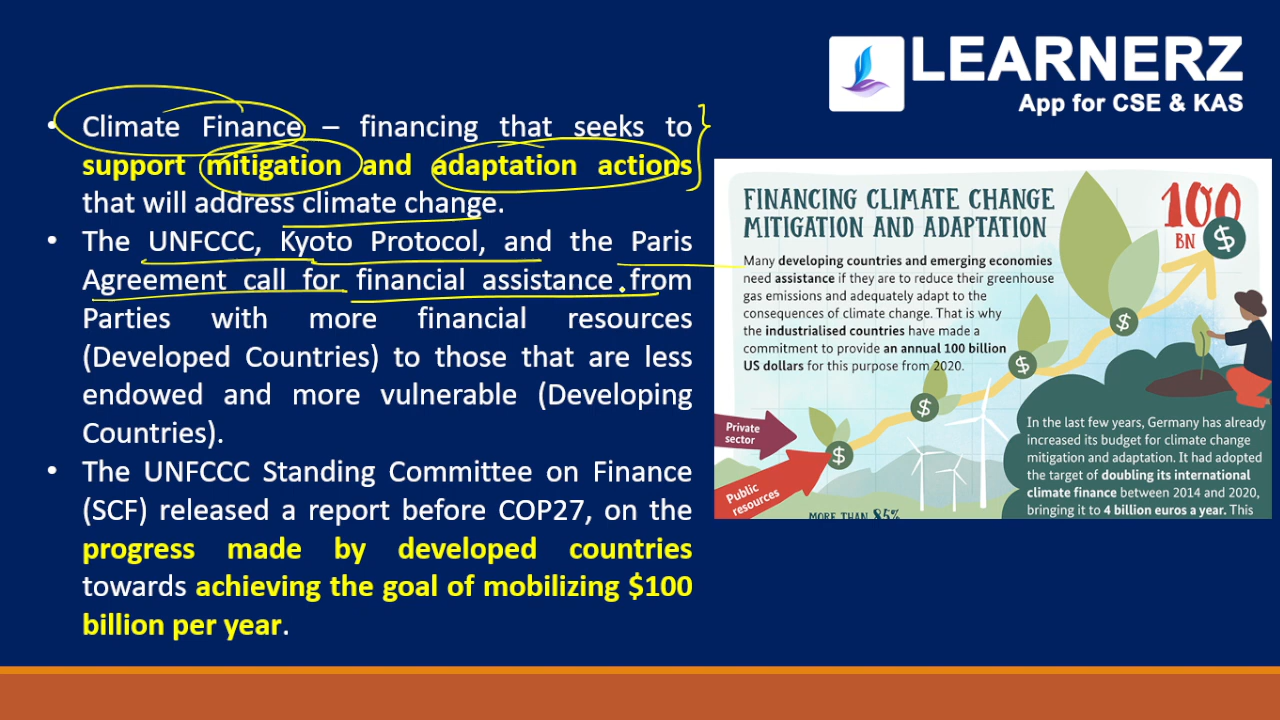 LEARNERZ
App for CSE & KAS
• Climate Finance – financing that seeks to
support mitigation and adaptation actions
that will address climate change.
• The UNFCCC, Kyoto Protocol, and the Paris
Agreement call for financial assistance from
Parties with more financial resources
(Developed Countries) to those that are less
endowed and more vulnerable (Developing
Countries).
• The UNFCCC Standing Committee on Finance
(SCF) released a report before COP27, on the
progress made by developed countries
towards achieving the goal of mobilizing $100
billion per year.
FINANCING CLIMATE CHANGE
MITIGATION AND ADAPTATION
Many developing countries and emerging economies
need assistance if they are to reduce their greenhouse
gas emissions and adequately adapt to the
consequences of climate change. That is why
the industrialised countries have made a
commitment to provide an annual 100 billion
US dollars for this purpose from 2020.
100
BN $
$
$
$
$
Private
sector
Public
resources
MORE THAN 85%
In the last few years, Germany has already
increased its budget for climate change
mitigation and adaptation. It had adopted
the target of doubling its international
climate finance between 2014 and 2020,
bringing it to 4 billion euros a year. This